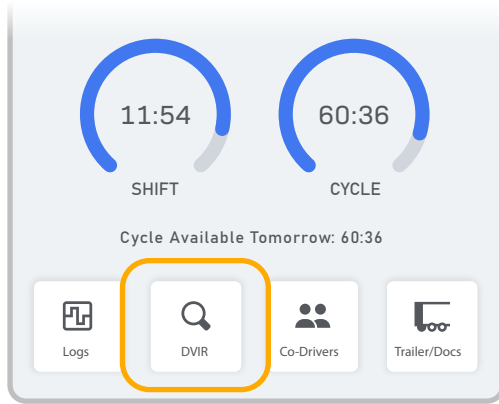 11:54 60:36
SHIFT CYCLE
Cycle Available Tomorrow: 60:36
Logs DVIR Co-Drivers Trailer/Docs